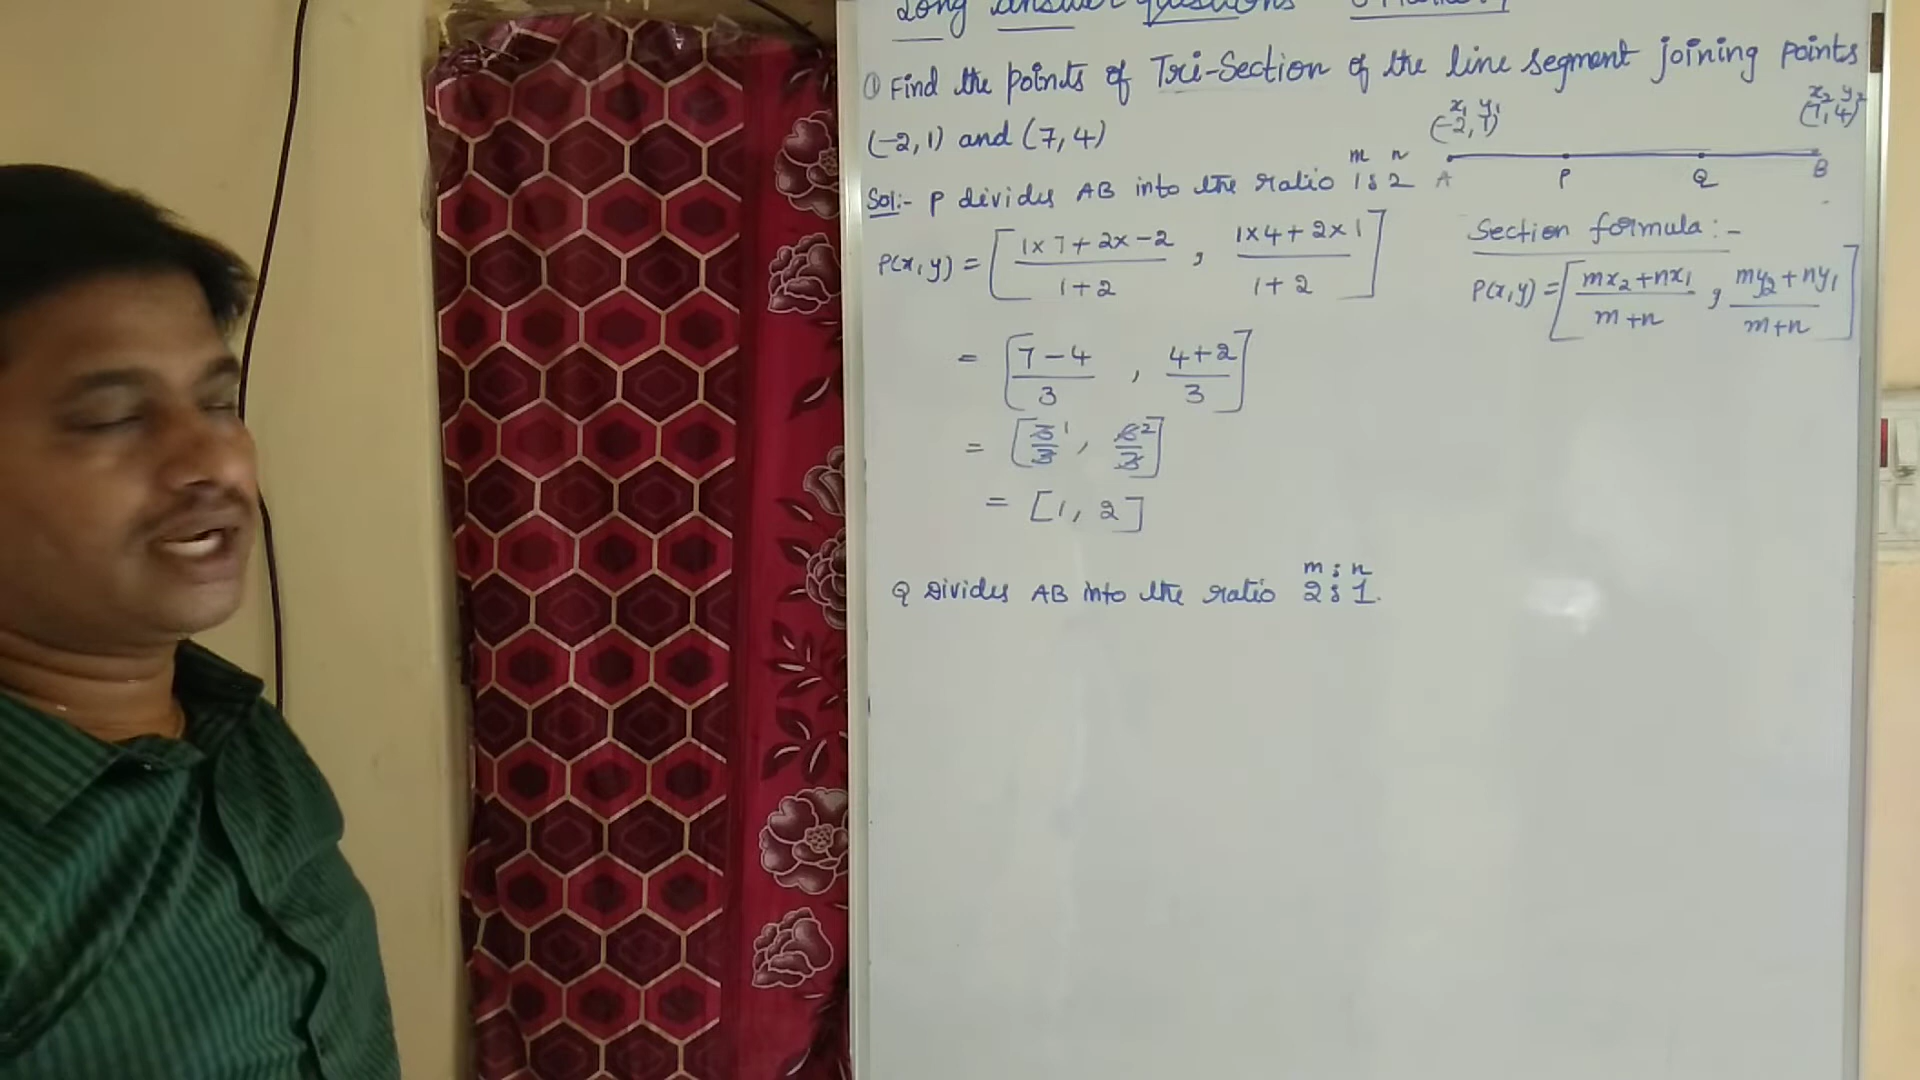 Long answer questions
① Find the points of Tri-Section of the line segment joining points
(-2, 1) and (7, 4)
x₁ y₁
(-2, 1)
x₂ y₂
(7, 4)
A P Q B
m n
Sol:- P divides AB into the ratio 1:2
P(x, y) = [(1×7+2×-2)/(1+2), (1×4+2×1)/(1+2)]
Section formula:-
P(x, y) = [(mx₂+nx₁)/(m+n), (my₂+ny₁)/(m+n)]
= [(7-4)/3, (4+2)/3]
= [3/3 1, 6/3 2]
= [1, 2]
m : n
Q Divides AB into the ratio 2:1.